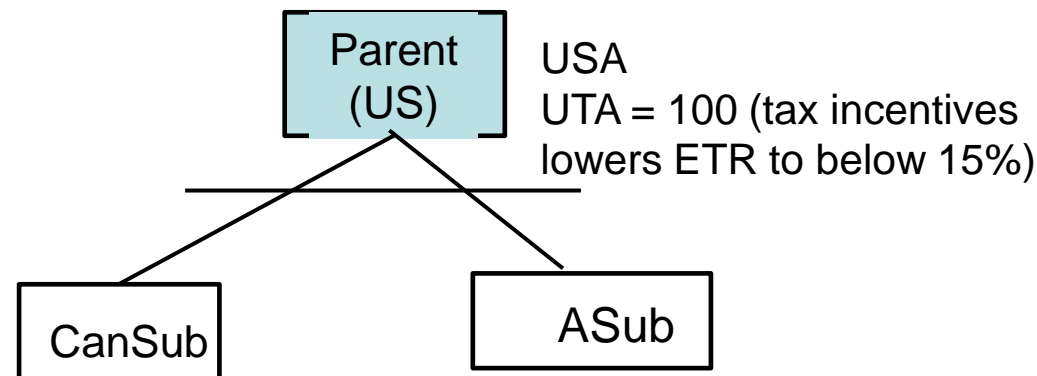 Parent
(US)
USA
UTA = 100 (tax incentives
lowers ETR to below 15%)
CanSub
ASub